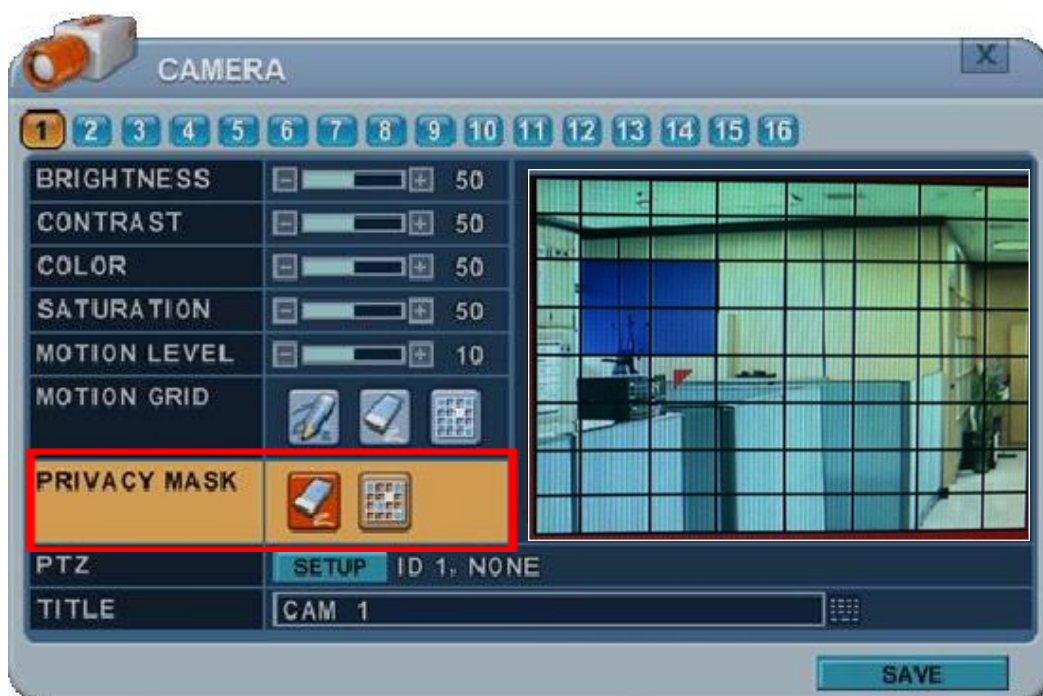 CAMERA
X
1 2 3 4 5 6 7 8 9 10 11 12 13 14 15 16
BRIGHTNESS 50
CONTRAST 50
COLOR 50
SATURATION 50
MOTION LEVEL 10
MOTION GRID
PRIVACY MASK
PTZ SETUP ID 1, NONE
TITLE CAM 1
SAVE